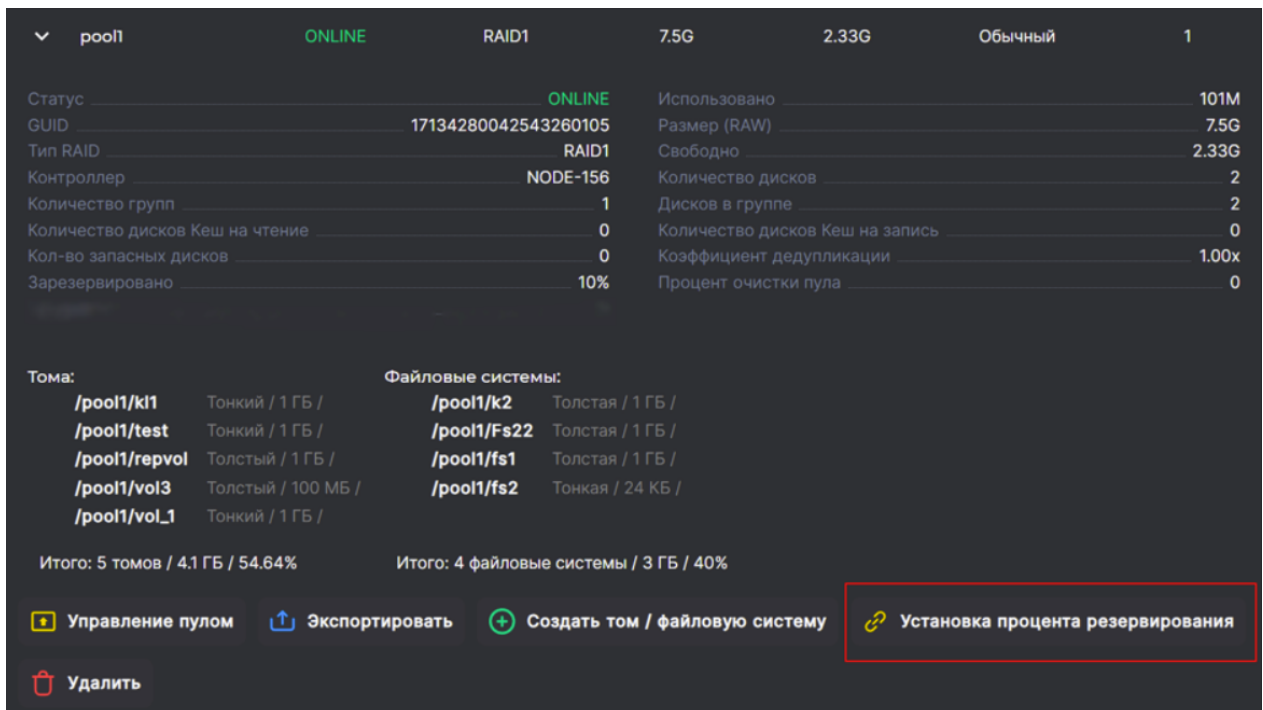 pool1 ONLINE RAID1 7.5G 2.33G Обычный 1
Статус ONLINE
GUID 17134280042543260105
Тип RAID RAID1
Контроллер NODE-156
Количество групп 1
Количество дисков Кеш на чтение 0
Кол-во запасных дисков 0
Зарезервировано 10%
Использовано 101M
Размер (RAW) 7.5G
Свободно 2.33G
Количество дисков 2
Дисков в группе 2
Количество дисков Кеш на запись 0
Коэффициент дедупликации 1.00x
Процент очистки пула 0
Тома:
/pool1/kl1 Тонкий / 1 ГБ /
/pool1/test Тонкий / 1 ГБ /
/pool1/repvol Толстый / 1 ГБ /
/pool1/vol3 Толстый / 100 МБ /
/pool1/vol_1 Тонкий / 1 ГБ /
Итого: 5 томов / 4.1 ГБ / 54.64%
Файловые системы:
/pool1/k2 Толстая / 1 ГБ /
/pool1/Fs22 Толстая / 1 ГБ /
/pool1/fs1 Толстая / 1 ГБ /
/pool1/fs2 Тонкая / 24 КБ /
Итого: 4 файловые системы / 3 ГБ / 40%
Управление пулом
Экспортировать
Создать том / файловую систему
Установка процента резервирования
Удалить